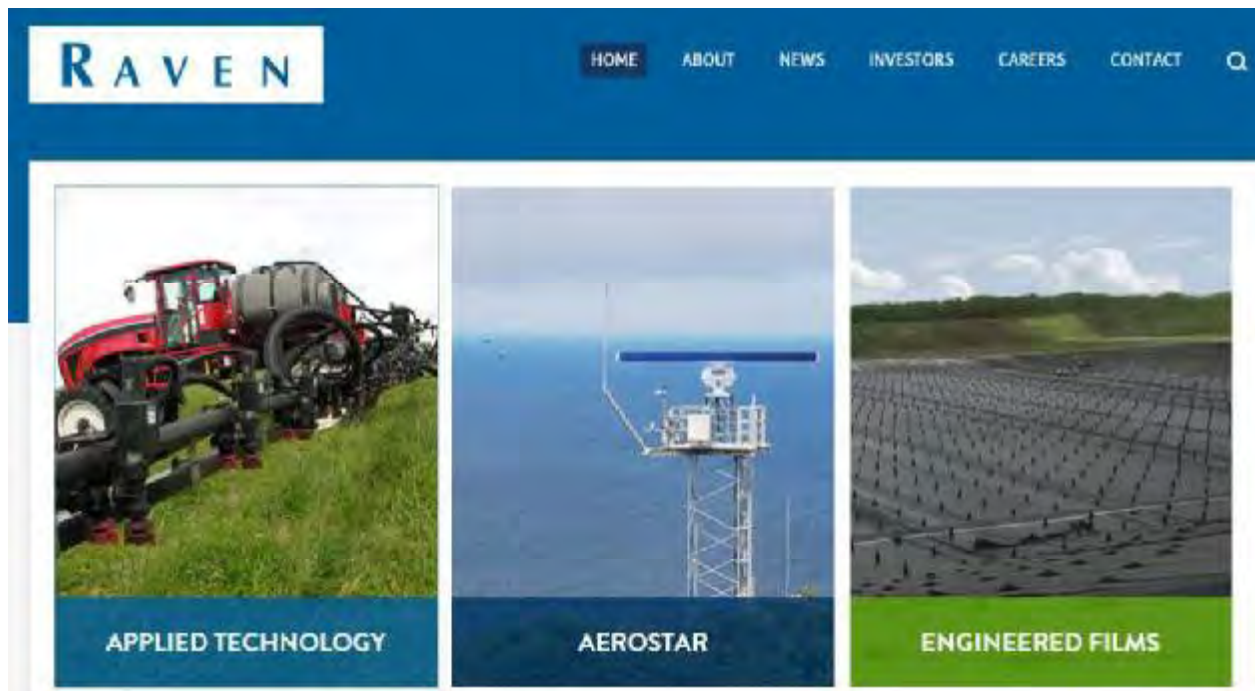 RAVEN
HOME ABOUT NEWS INVESTORS CAREERS CONTACT
APPLIED TECHNOLOGY
AEROSTAR
ENGINEERED FILMS